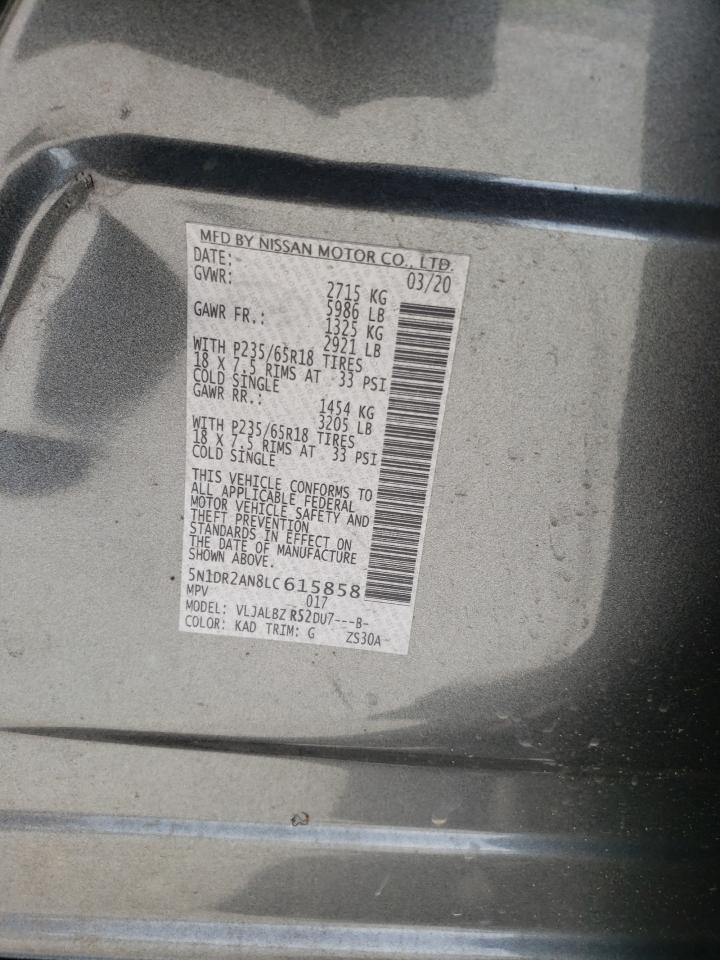 MFD BY NISSAN MOTOR CO., LTD.
DATE: 03/20
GVWR: 2715 KG
5986 LB
GAWR FR.: 1325 KG
2921 LB
WITH P235/65R18 TIRES
18 X 7.5 RIMS AT 33 PSI
COLD SINGLE
GAWR RR.: 1454 KG
3205 LB
WITH P235/65R18 TIRES
18 X 7.5 RIMS AT 33 PSI
COLD SINGLE
THIS VEHICLE CONFORMS TO
ALL APPLICABLE FEDERAL
MOTOR VEHICLE SAFETY AND
THEFT PREVENTION
STANDARDS IN EFFECT ON
THE DATE OF MANUFACTURE
SHOWN ABOVE.
5N1DR2AN8LC615858
MPV 017
MODEL: VLJALBZ R52DU7---B-
COLOR: KAD TRIM: G ZS30A